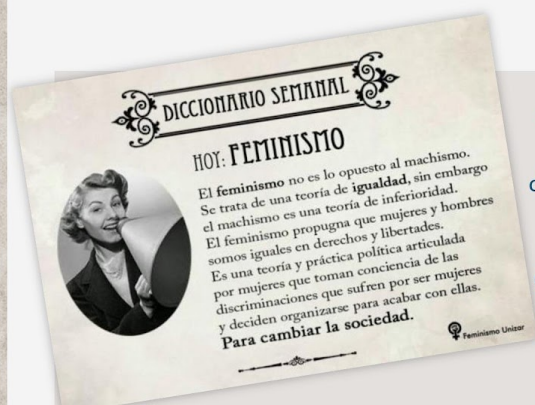 DICCIONARIO SEMANAL
HOY: FEMINISMO
El feminismo no es lo opuesto al machismo.
Se trata de una teoría de igualdad, sin embargo
el machismo es una teoría de inferioridad.
El feminismo propugna que mujeres y hombres
somos iguales en derechos y libertades.
Es una teoría y práctica política articulada
por mujeres que toman conciencia de las
discriminaciones que sufren por ser mujeres
y deciden organizarse para acabar con ellas.
Para cambiar la sociedad.
Feminismo Unizar